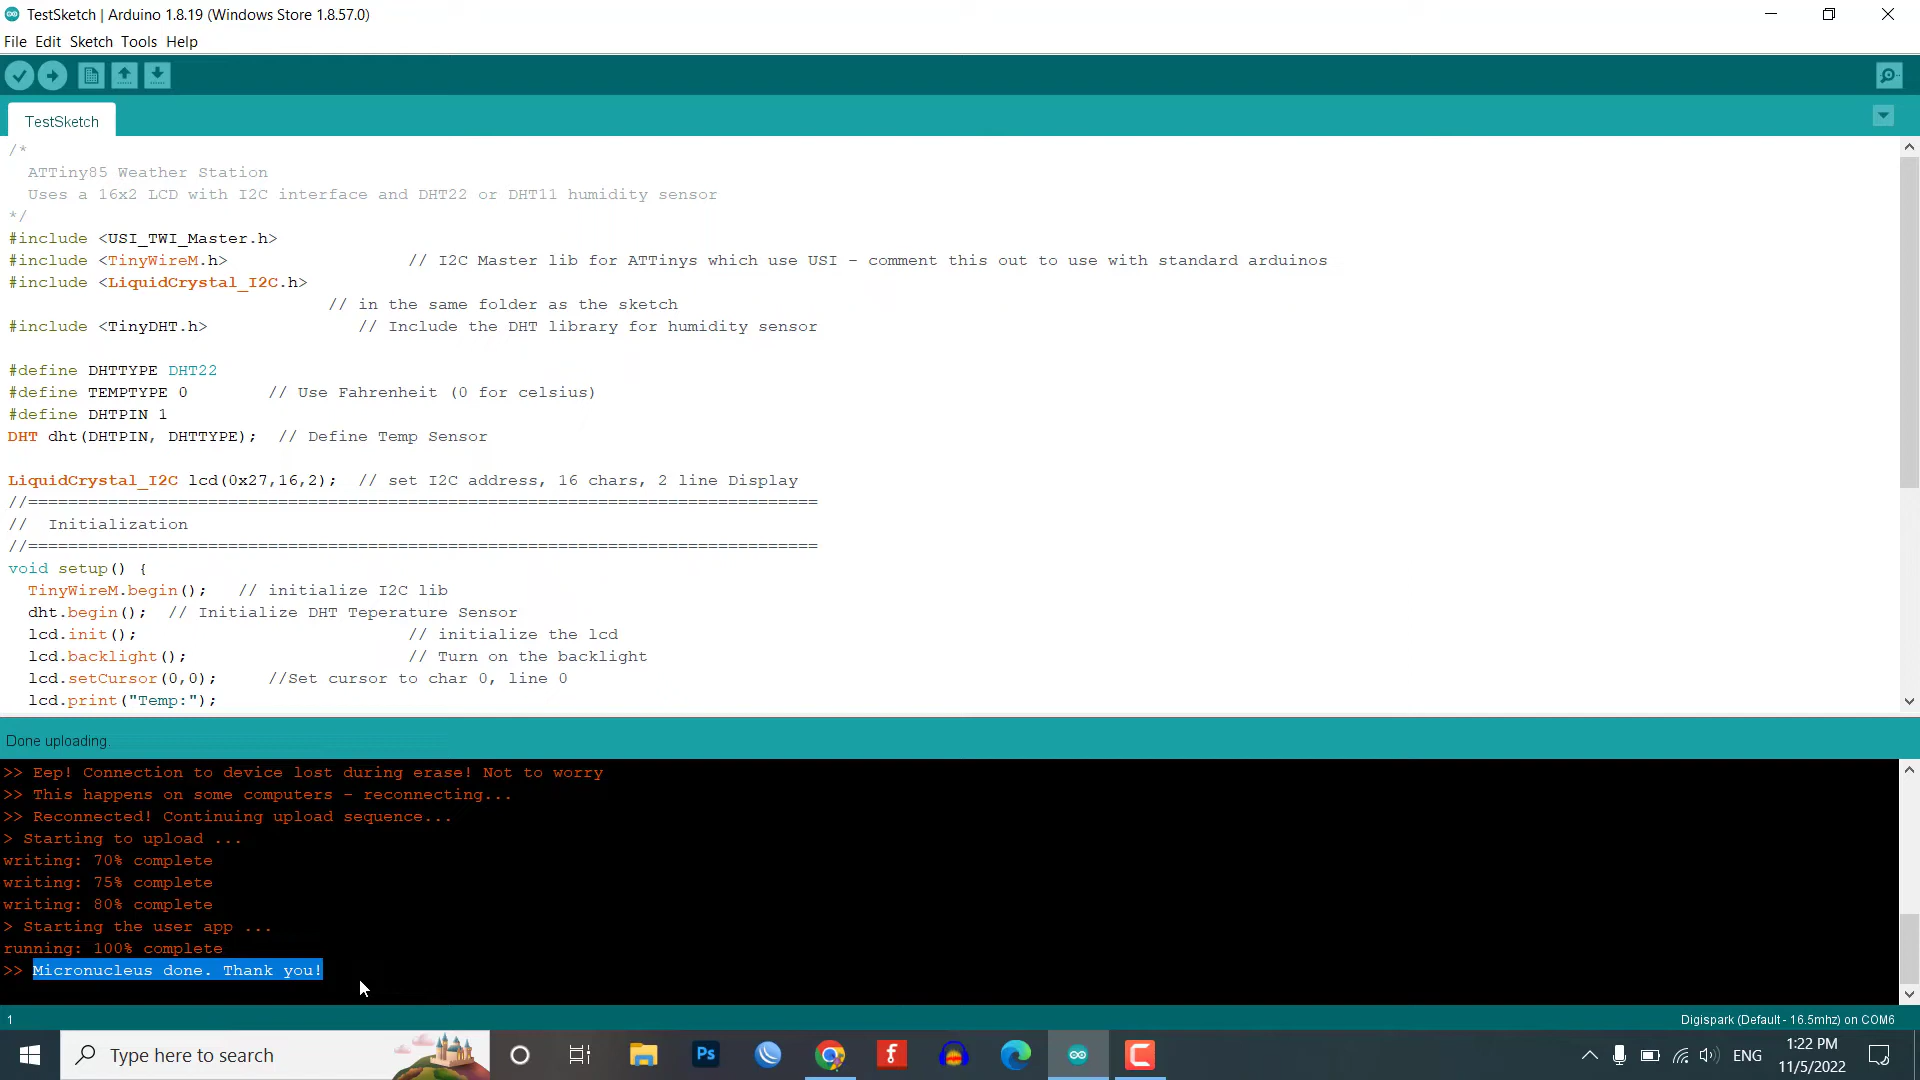 TestSketch | Arduino 1.8.19 (Windows Store 1.8.57.0)
File Edit Sketch Tools Help
TestSketch
/*
ATTiny85 Weather Station
Uses a 16x2 LCD with I2C interface and DHT22 or DHT11 humidity sensor
*/
#include <USI_TWI_Master.h>
#include <TinyWireM.h> // I2C Master lib for ATTinys which use USI - comment this out to use with standard arduinos
#include <LiquidCrystal_I2C.h>
// in the same folder as the sketch
#include <TinyDHT.h> // Include the DHT library for humidity sensor
#define DHTTYPE DHT22
#define TEMPTYPE 0 // Use Fahrenheit (0 for celsius)
#define DHTPIN 1
DHT dht(DHTPIN, DHTTYPE); // Define Temp Sensor
LiquidCrystal_I2C lcd(0x27,16,2); // set I2C address, 16 chars, 2 line Display
//===============================================================================
// Initialization
//===============================================================================
void setup() {
TinyWireM.begin(); // initialize I2C lib
dht.begin(); // Initialize DHT Teperature Sensor
lcd.init(); // initialize the lcd
lcd.backlight(); // Turn on the backlight
lcd.setCursor(0,0); //Set cursor to char 0, line 0
lcd.print("Temp:");
Done uploading.
>> Eep! Connection to device lost during erase! Not to worry
>> This happens on some computers - reconnecting...
>> Reconnected! Continuing upload sequence...
> Starting to upload ...
writing: 70% complete
writing: 75% complete
writing: 80% complete
> Starting the user app ...
running: 100% complete
>> Micronucleus done. Thank you!
1
Digispark (Default - 16.5mhz) on COM6
Type here to search
Ps
ENG
1:22 PM
11/5/2022